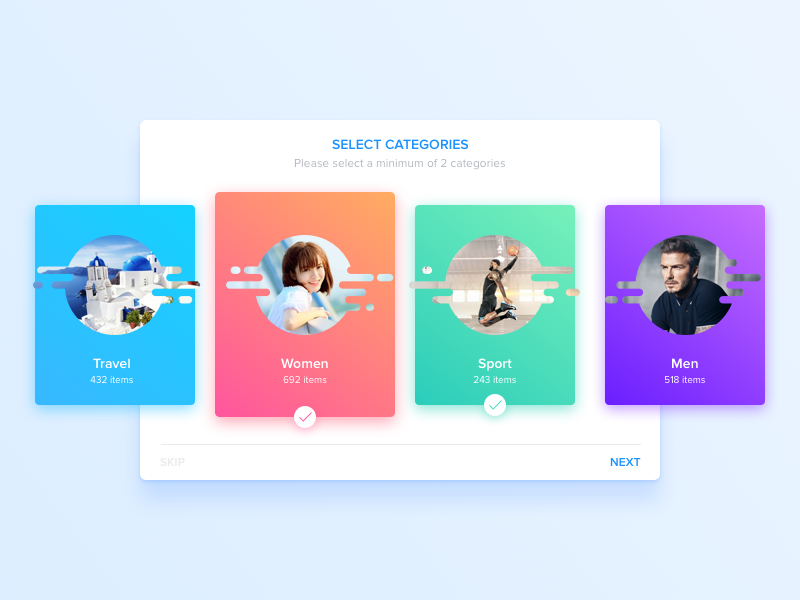 SELECT CATEGORIES
Please select a minimum of 2 categories
Travel
432 items
Women
692 items
Sport
243 items
Men
518 items
SKIP
NEXT